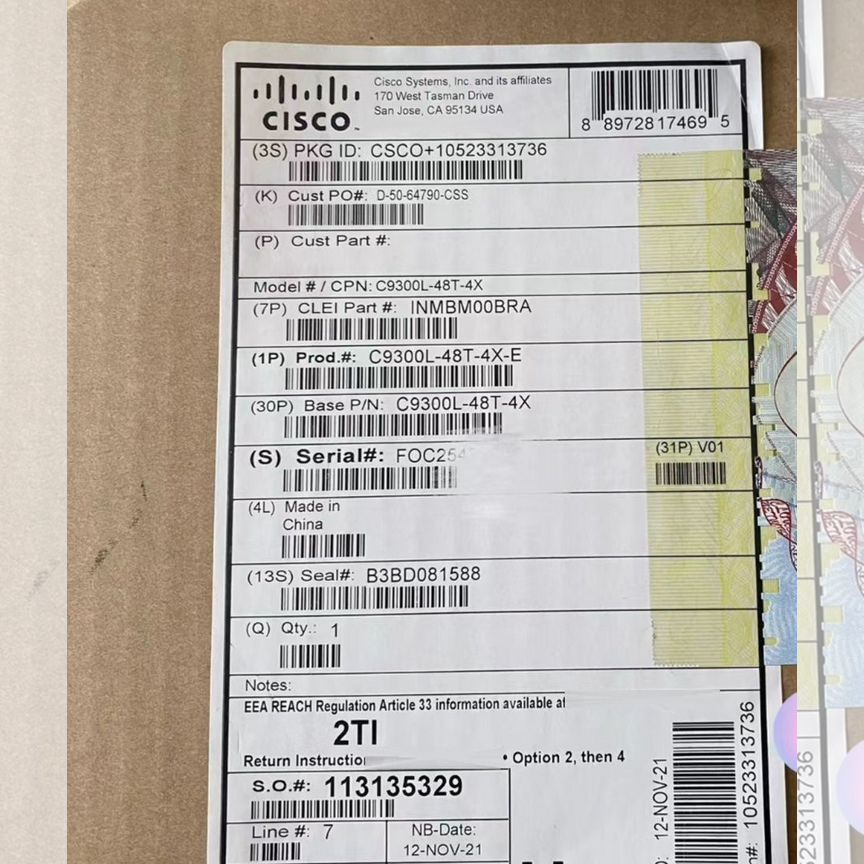 CISCO
Cisco Systems, Inc. and its affiliates
170 West Tasman Drive
San Jose, CA 95134 USA
8 89728 17469 5
(3S) PKG ID: CSCO+10523313736
(K) Cust PO#: D-50-64790-CSS
(P) Cust Part #:
Model # / CPN: C9300L-48T-4X
(7P) CLEI Part #: INMBM00BRA
(1P) Prod.#: C9300L-48T-4X-E
(30P) Base P/N: C9300L-48T-4X
(S) Serial#: FOC254
(31P) V01
(4L) Made in
China
(13S) Seal#: B3BD081588
(Q) Qty.: 1
Notes:
EEA REACH Regulation Article 33 information available at
2TI
Return Instructio
• Option 2, then 4
S.O.#: 113135329
Line #: 7
NB-Date:
12-NOV-21
12-NOV-21
10523313736
523313736